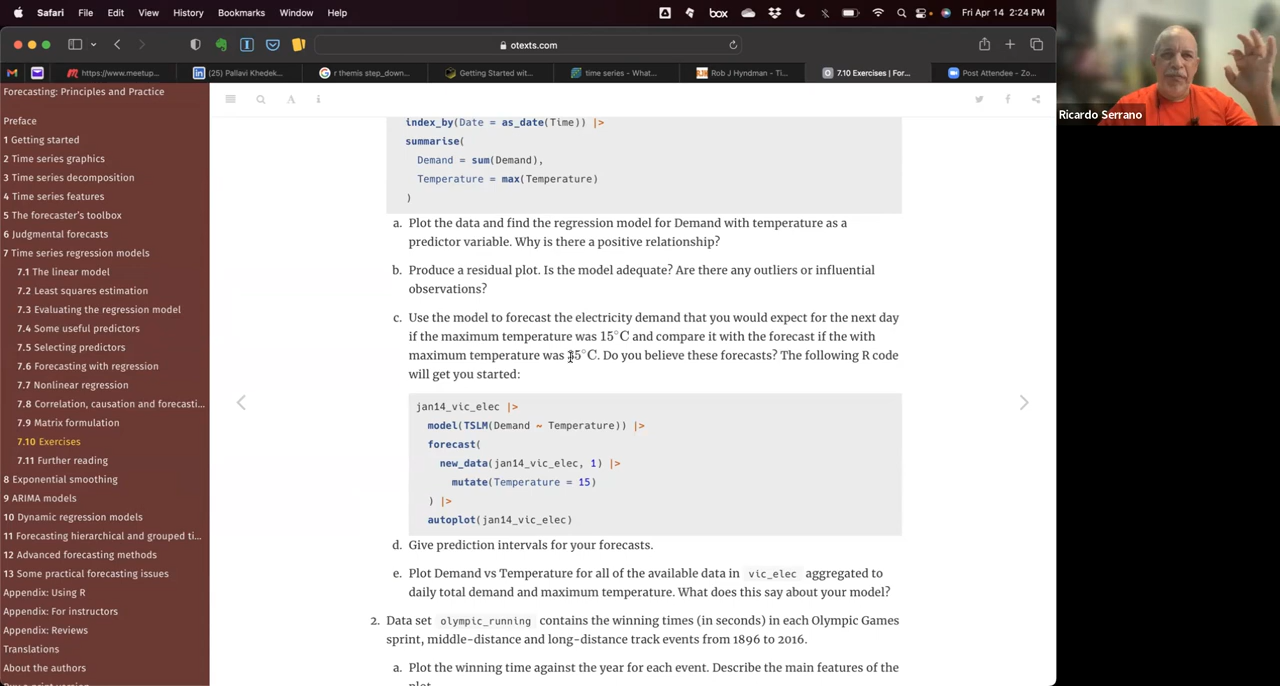 Safari File Edit View History Bookmarks Window Help box Fri Apr 14 2:24 PM
otexts.com
https://www.meetup... Pallavi Khedek... r themis step_down... Getting Started wit... time series - What... Rob J Hyndman - Ti... 7.10 Exercises | For... Post Attendee - Zo...
Forecasting: Principles and Practice
Preface
1 Getting started
2 Time series graphics
3 Time series decomposition
4 Time series features
5 The forecaster's toolbox
6 Judgmental forecasts
7 Time series regression models
7.1 The linear model
7.2 Least squares estimation
7.3 Evaluating the regression model
7.4 Some useful predictors
7.5 Selecting predictors
7.6 Forecasting with regression
7.7 Nonlinear regression
7.8 Correlation, causation and forecasti...
7.9 Matrix formulation
7.10 Exercises
7.11 Further reading
8 Exponential smoothing
9 ARIMA models
10 Dynamic regression models
11 Forecasting hierarchical and grouped ti...
12 Advanced forecasting methods
13 Some practical forecasting issues
Appendix: Using R
Appendix: For instructors
Appendix: Reviews
Translations
About the authors
Buy a print version
index_by(Date = as_date(Time)) |>
summarise(
Demand = sum(Demand),
Temperature = max(Temperature)
)
a. Plot the data and find the regression model for Demand with temperature as a
predictor variable. Why is there a positive relationship?
b. Produce a residual plot. Is the model adequate? Are there any outliers or influential
observations?
c. Use the model to forecast the electricity demand that you would expect for the next day
if the maximum temperature was 15°C and compare it with the forecast if the with
maximum temperature was 35°C. Do you believe these forecasts? The following R code
will get you started:
jan14_vic_elec |>
model(TSLM(Demand ~ Temperature)) |>
forecast(
new_data(jan14_vic_elec, 1) |>
mutate(Temperature = 15)
) |>
autoplot(jan14_vic_elec)
d. Give prediction intervals for your forecasts.
e. Plot Demand vs Temperature for all of the available data in vic_elec aggregated to
daily total demand and maximum temperature. What does this say about your model?
2. Data set olympic_running contains the winning times (in seconds) in each Olympic Games
sprint, middle-distance and long-distance track events from 1896 to 2016.
a. Plot the winning time against the year for each event. Describe the main features of the
plot.
Ricardo Serrano